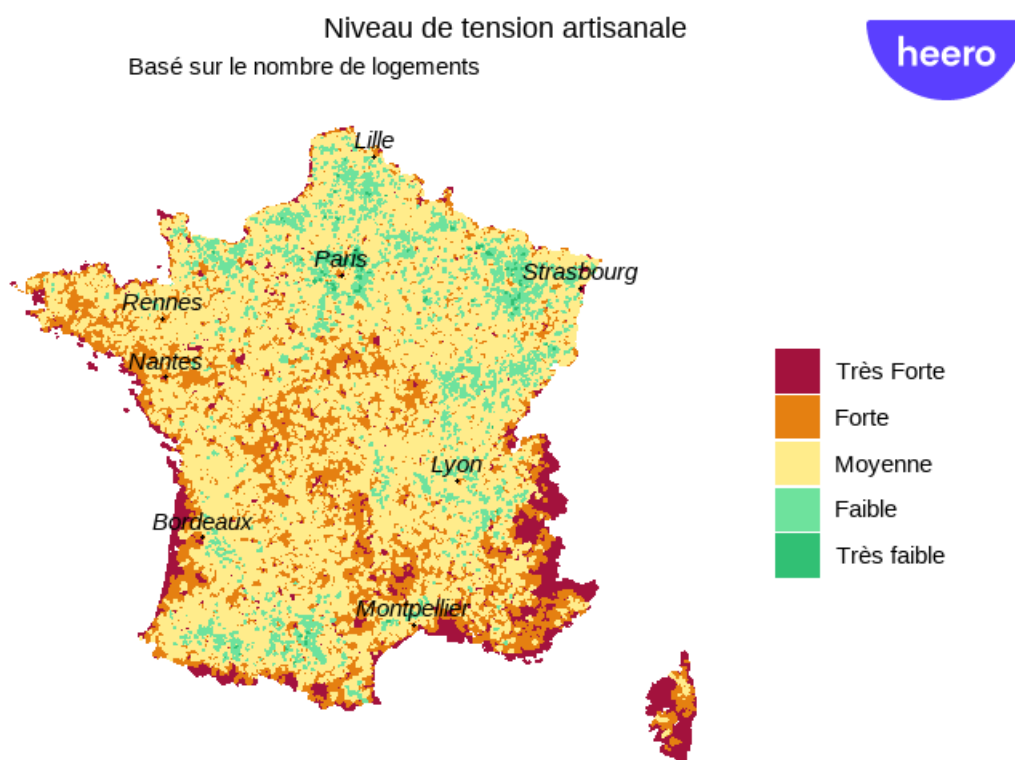 Niveau de tension artisanale
heero
Basé sur le nombre de logements
Lille
Paris
Strasbourg
Rennes
Nantes
Lyon
Bordeaux
Montpellier
Très Forte
Forte
Moyenne
Faible
Très faible